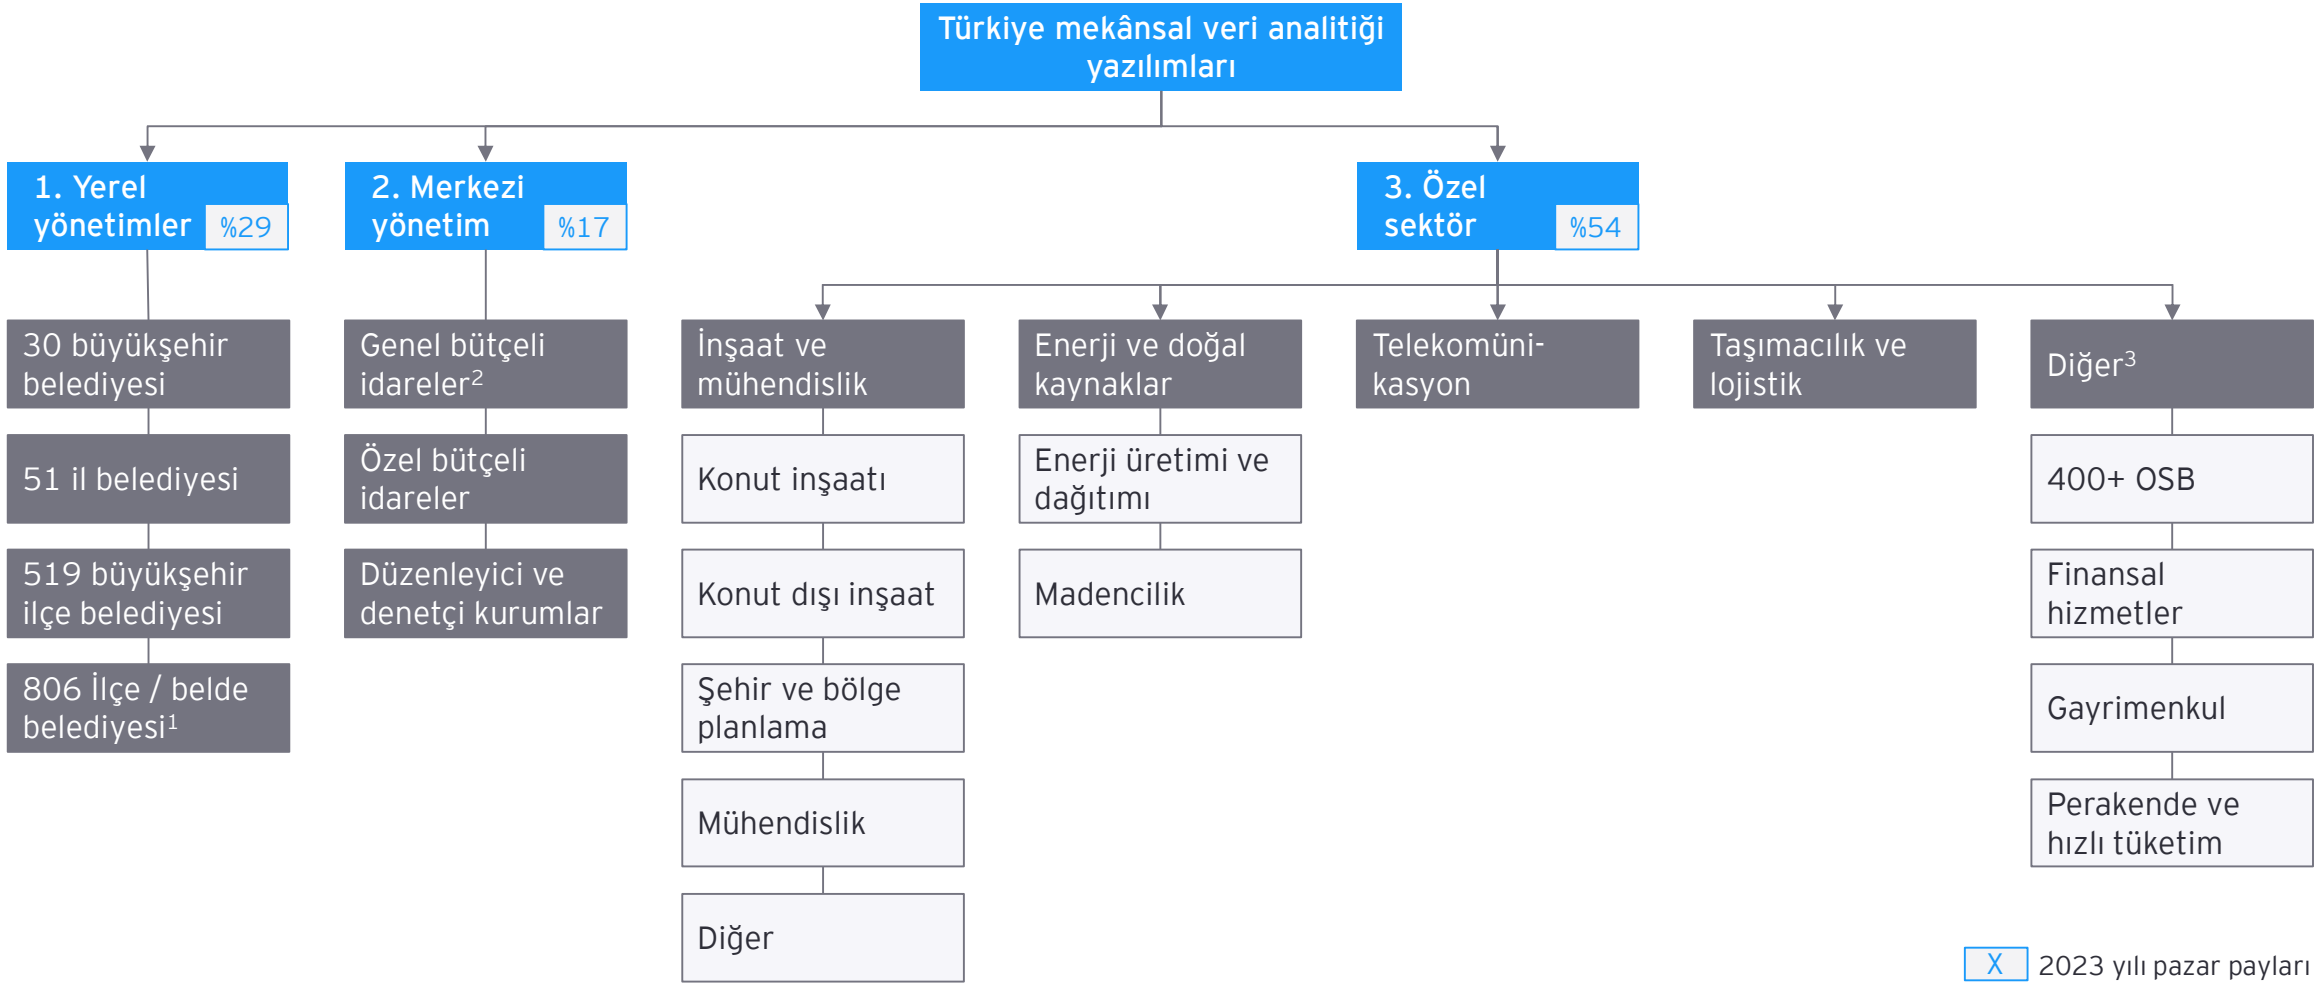 Türkiye mekânsal veri analitiği
yazılımları
1. Yerel
yönetimler
%29
2. Merkezi
yönetim
%17
3. Özel
sektör
%54
30 büyükşehir
belediyesi
51 il belediyesi
519 büyükşehir
ilçe belediyesi
806 İlçe / belde
belediyesi¹
Genel bütçeli
idareler²
Özel bütçeli
idareler
Düzenleyici ve
denetçi kurumlar
İnşaat ve
mühendislik
Konut inşaatı
Konut dışı inşaat
Şehir ve bölge
planlama
Mühendislik
Diğer
Enerji ve doğal
kaynaklar
Enerji üretimi ve
dağıtımı
Madencilik
Telekomüni-
kasyon
Taşımacılık ve
lojistik
Diğer³
400+ OSB
Finansal
hizmetler
Gayrimenkul
Perakende ve
hızlı tüketim
X 2023 yılı pazar payları